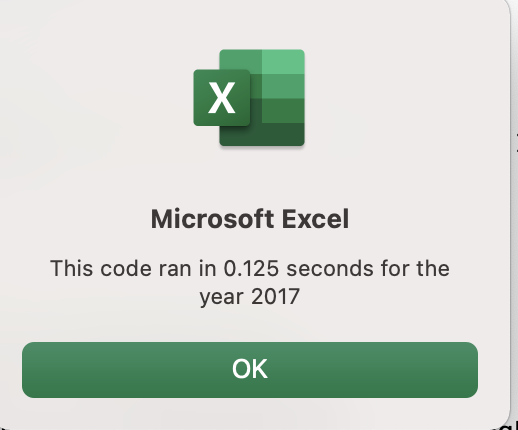 X
Microsoft Excel
This code ran in 0.125 seconds for the
year 2017
OK